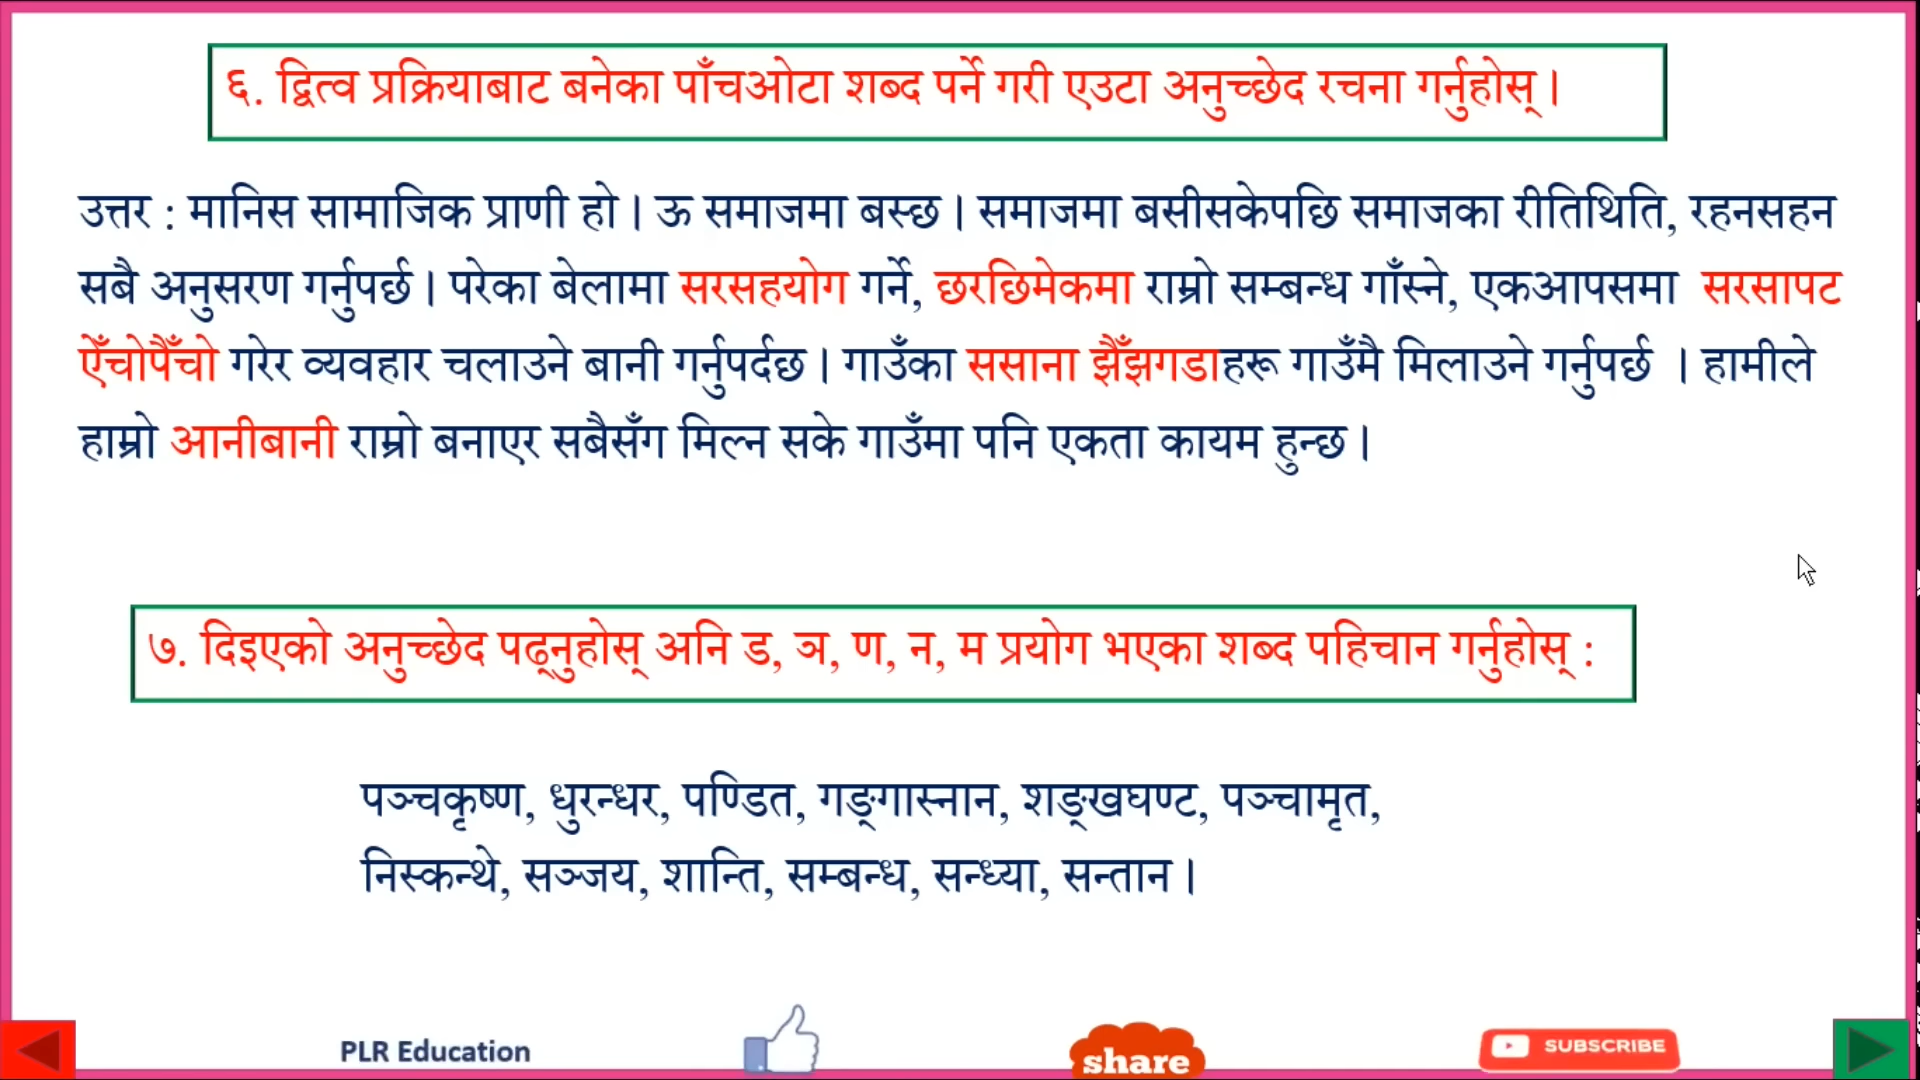 ६. द्वित्व प्रक्रियाबाट बनेका पाँचओटा शब्द पर्ने गरी एउटा अनुच्छेद रचना गर्नुहोस् ।
उत्तर : मानिस सामाजिक प्राणी हो । ऊ समाजमा बस्छ । समाजमा बसीसकेपछि समाजका रीतिथिति, रहनसहन
सबै अनुसरण गर्नुपर्छ । परेका बेलामा सरसहयोग गर्ने, छरछिमेकमा राम्रो सम्बन्ध गाँस्ने, एकआपसमा सरसापट
ऐँचोपैँचो गरेर व्यवहार चलाउने बानी गर्नुपर्दछ । गाउँका ससाना झैँझगडाहरू गाउँमै मिलाउने गर्नुपर्छ । हामीले
हाम्रो आनीबानी राम्रो बनाएर सबैसँग मिल्न सके गाउँमा पनि एकता कायम हुन्छ ।
७. दिइएको अनुच्छेद पढ्नुहोस् अनि ड, ञ, ण, न, म प्रयोग भएका शब्द पहिचान गर्नुहोस् :
पञ्चकृष्ण, धुरन्धर, पण्डित, गङ्गास्नान, शङ्खघण्ट, पञ्चामृत,
निस्कन्थे, सञ्जय, शान्ति, सम्बन्ध, सन्ध्या, सन्तान ।
PLR Education
share
SUBSCRIBE